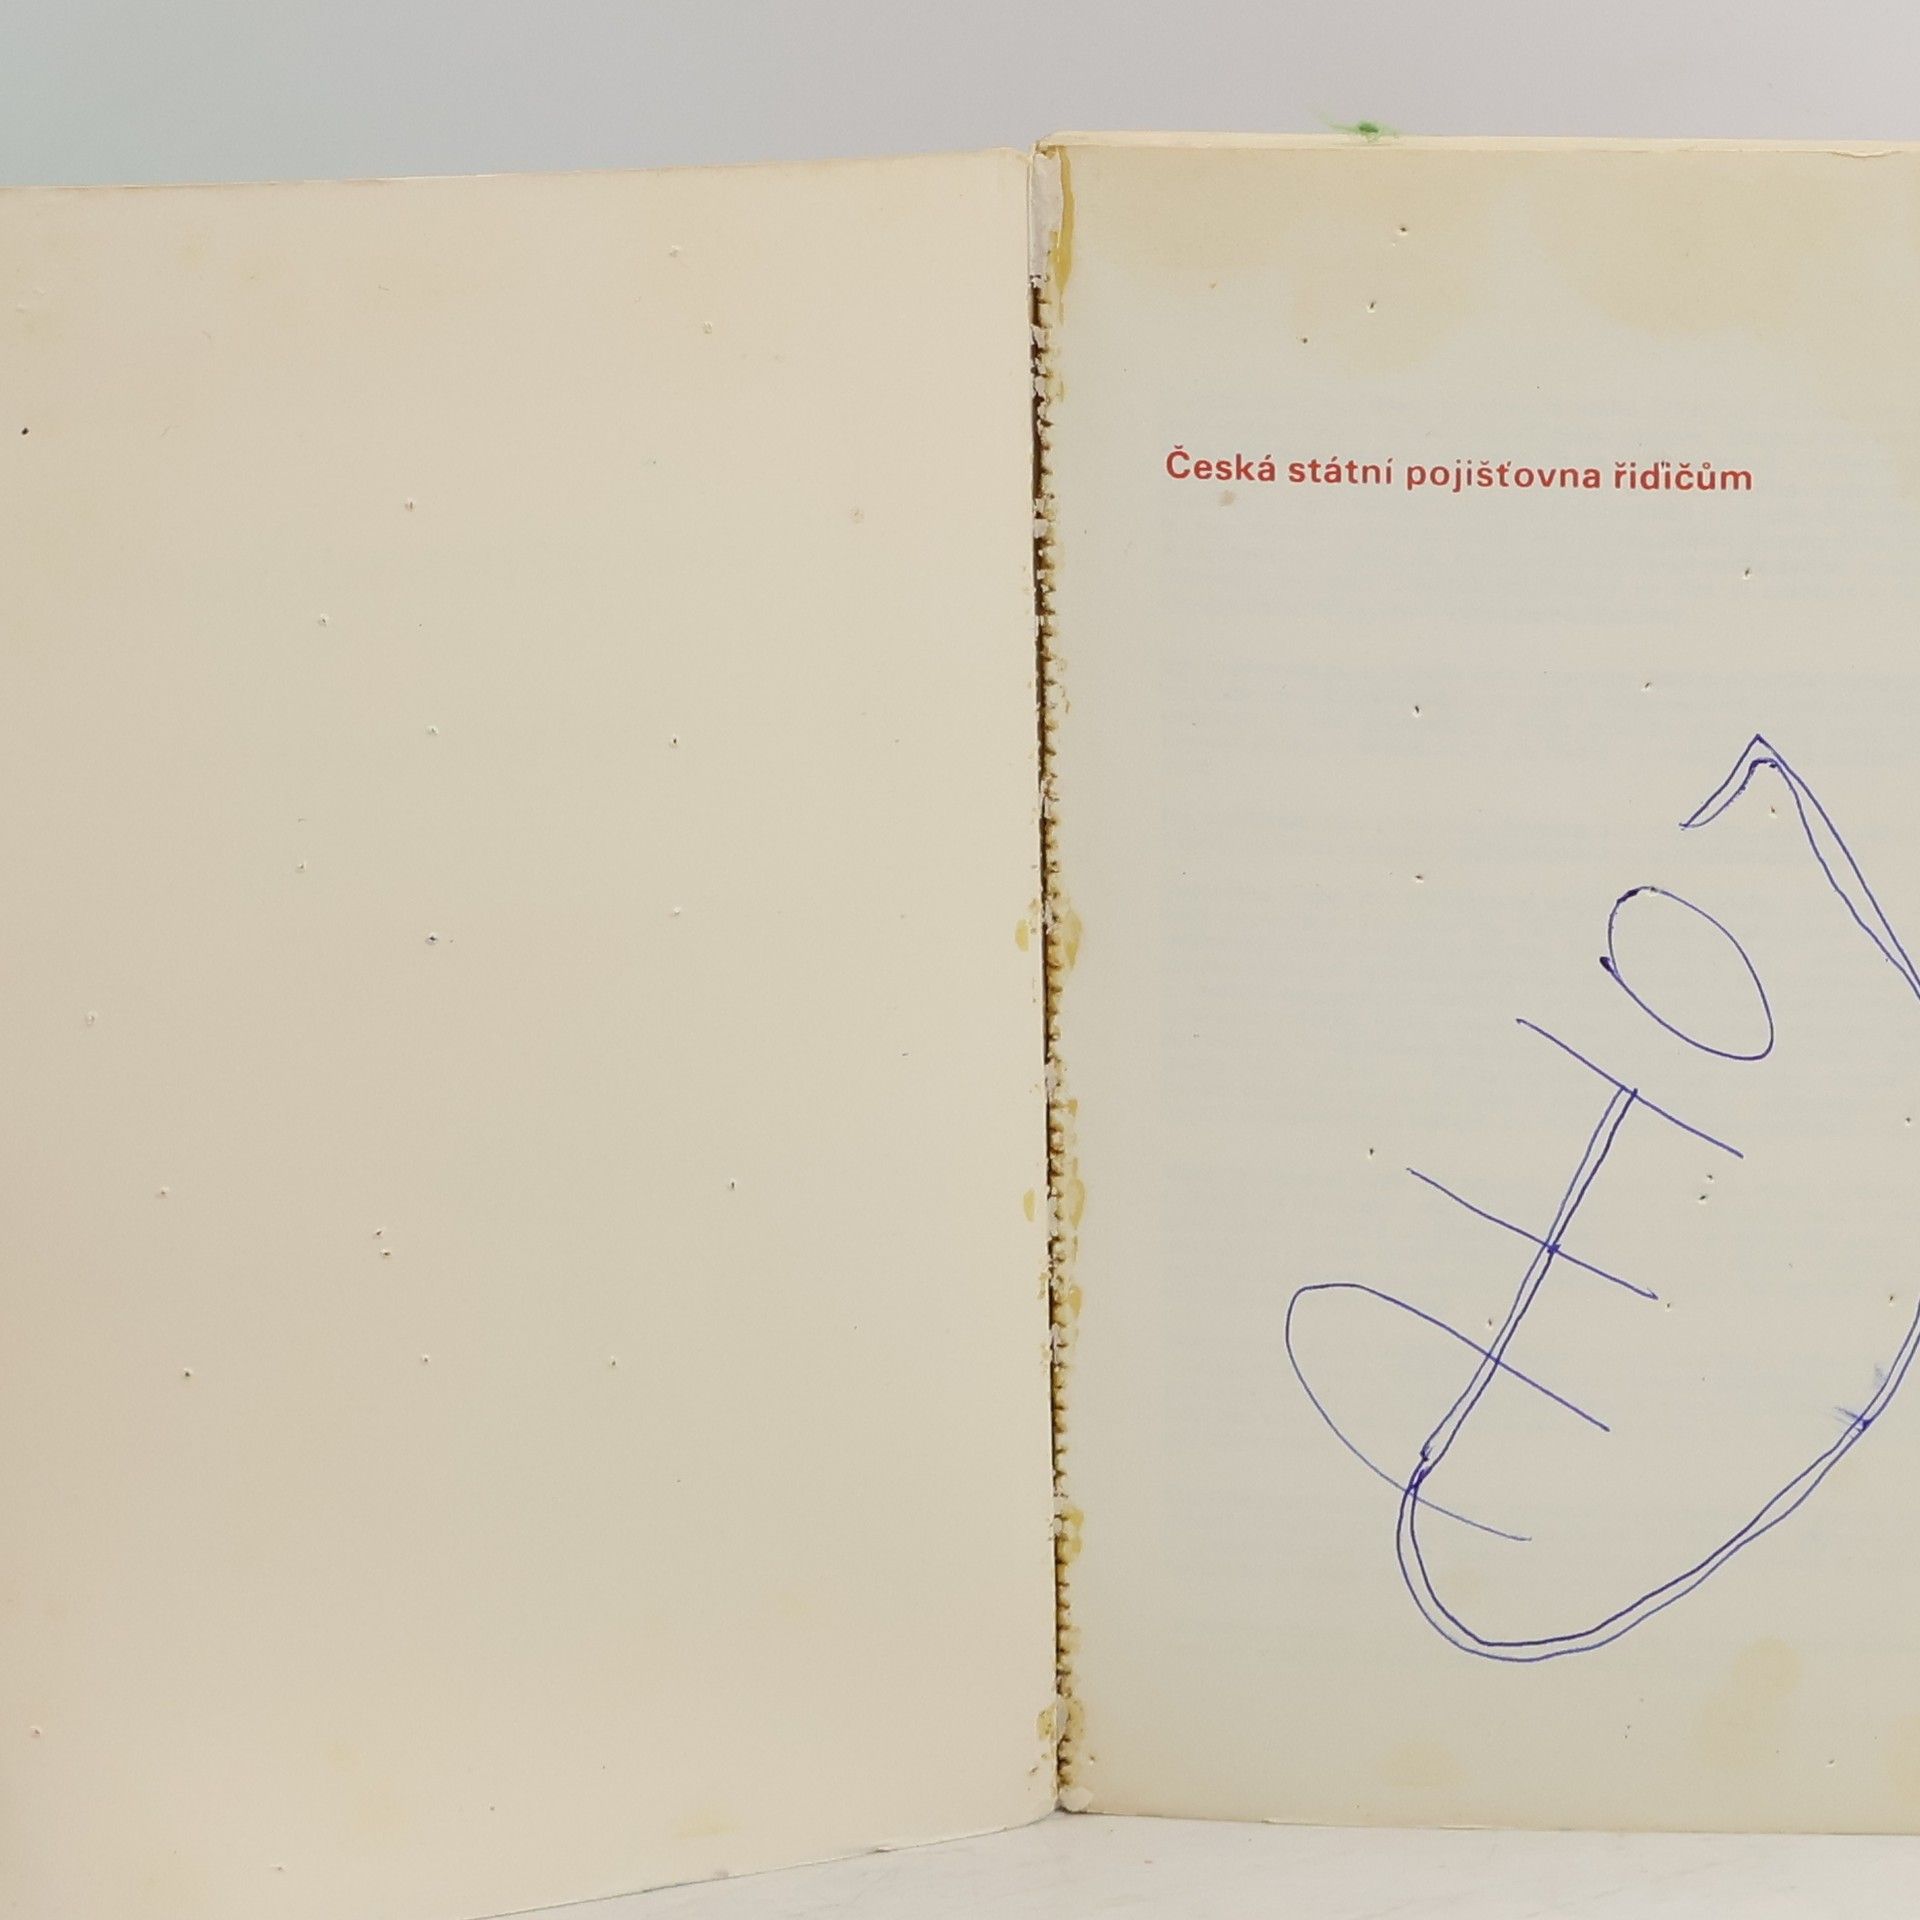 Česká státní pojišťovna řidičům